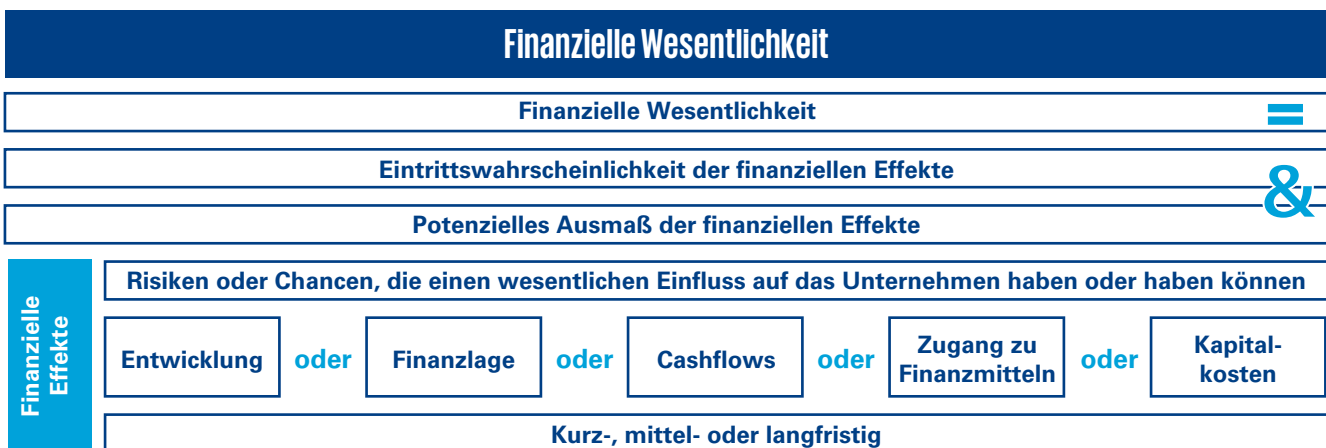 Finanzielle Wesentlichkeit
Finanzielle Wesentlichkeit =
Eintrittswahrscheinlichkeit der finanziellen Effekte
&
Potenzielles Ausmaß der finanziellen Effekte
Finanzielle
Effekte
Risiken oder Chancen, die einen wesentlichen Einfluss auf das Unternehmen haben oder haben können
Entwicklung oder Finanzlage oder Cashflows oder Zugang zu
Finanzmitteln oder Kapital-
kosten
Kurz-, mittel- oder langfristig